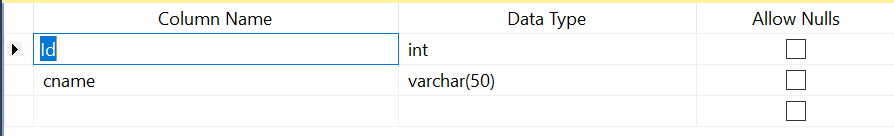 Column Name Data Type Allow Nulls
Id int
cname varchar(50)